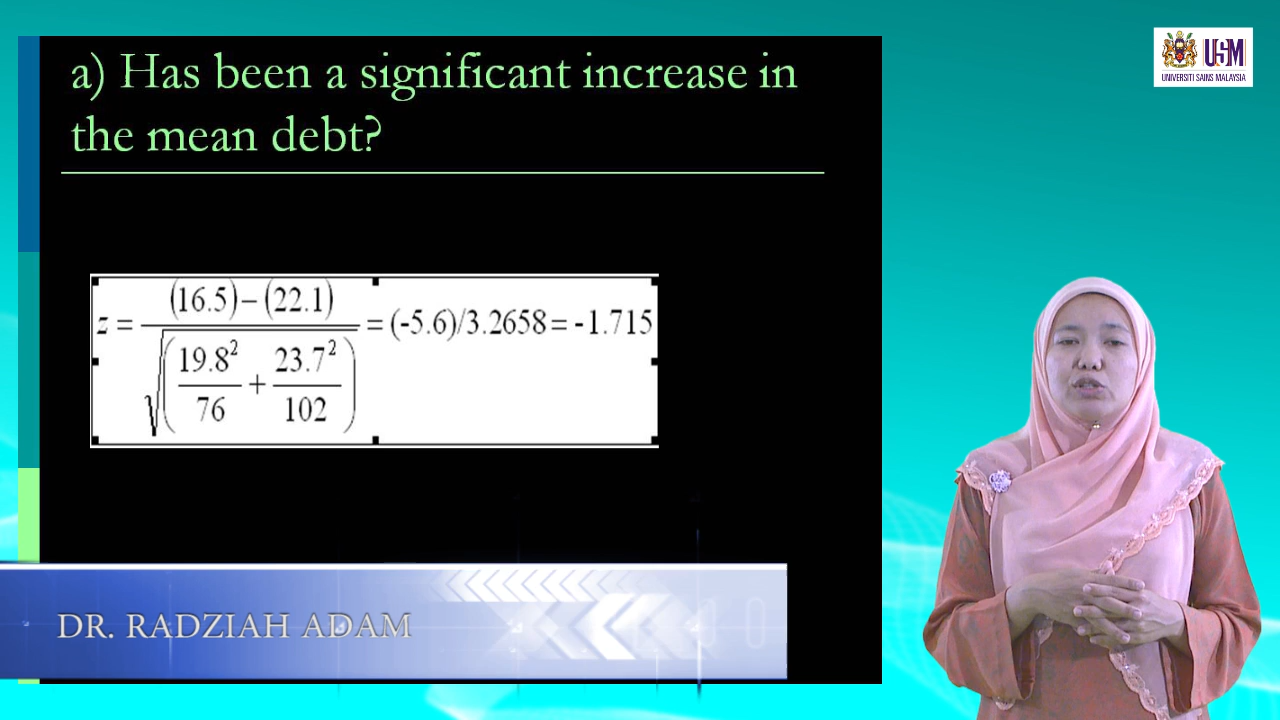 a) Has been a significant increase in
the mean debt?
z = (16.5) – (22.1) / √(19.8²/76 + 23.7²/102) = (-5.6)/3.2658 = -1.715
DR. RADZIAH ADAM
USM
UNIVERSITI SAINS MALAYSIA